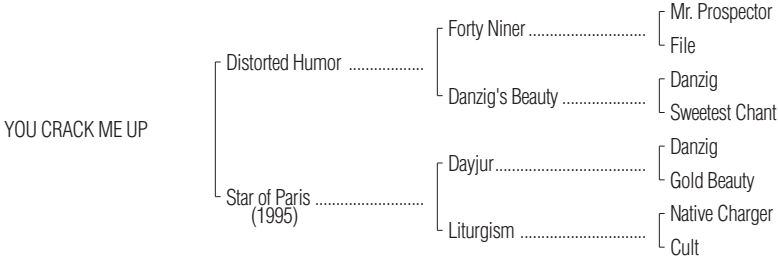 Mr. Prospector
Forty Niner ............................
File
Distorted Humor ..................
Danzig
Danzig's Beauty ....................
Sweetest Chant
YOU CRACK ME UP
Danzig
Dayjur....................................
Gold Beauty
Star of Paris ..........................
(1995)
Native Charger
Liturgism ..............................
Cult